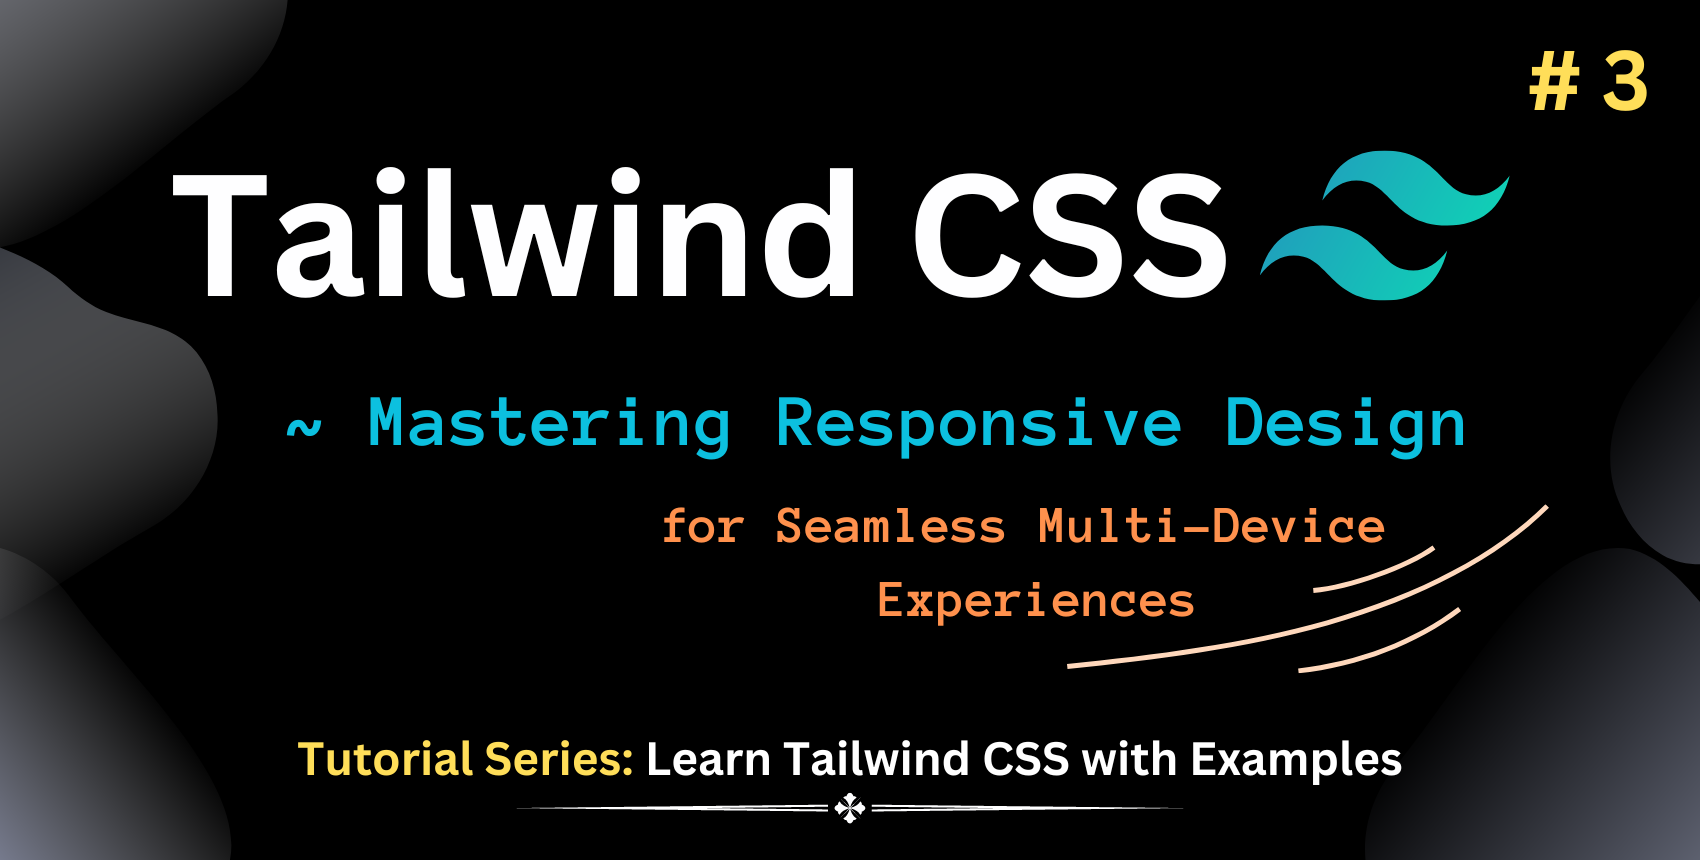 # 3
Tailwind CSS
~ Mastering Responsive Design
for Seamless Multi-Device
Experiences
Tutorial Series: Learn Tailwind CSS with Examples